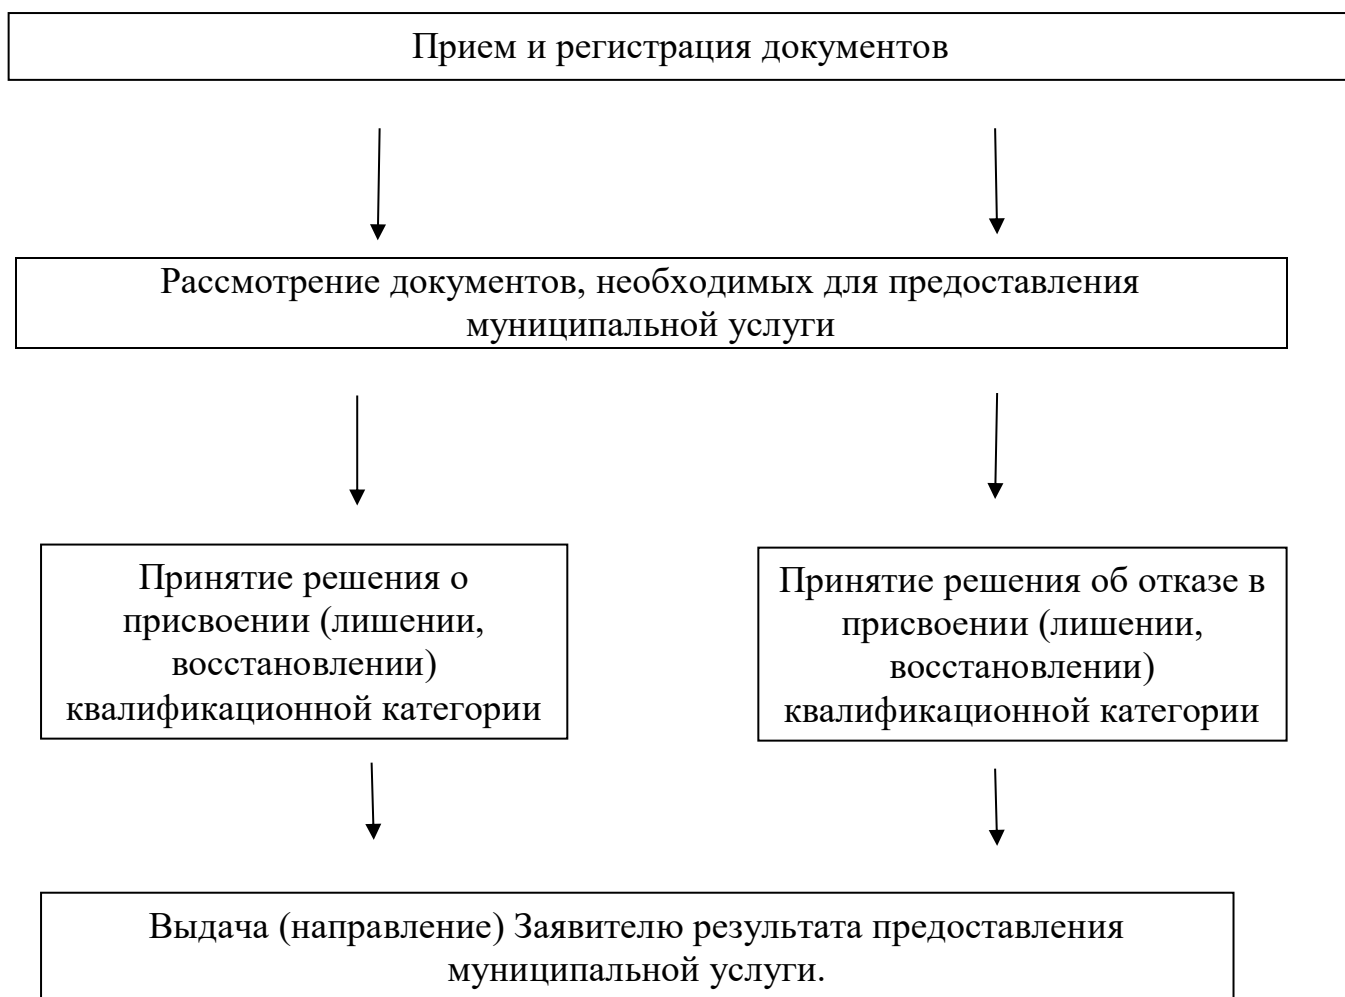 Прием и регистрация документов
Рассмотрение документов, необходимых для предоставления
муниципальной услуги
Принятие решения о
присвоении (лишении,
восстановлении)
квалификационной категории
Принятие решения об отказе в
присвоении (лишении,
восстановлении)
квалификационной категории
Выдача (направление) Заявителю результата предоставления
муниципальной услуги.